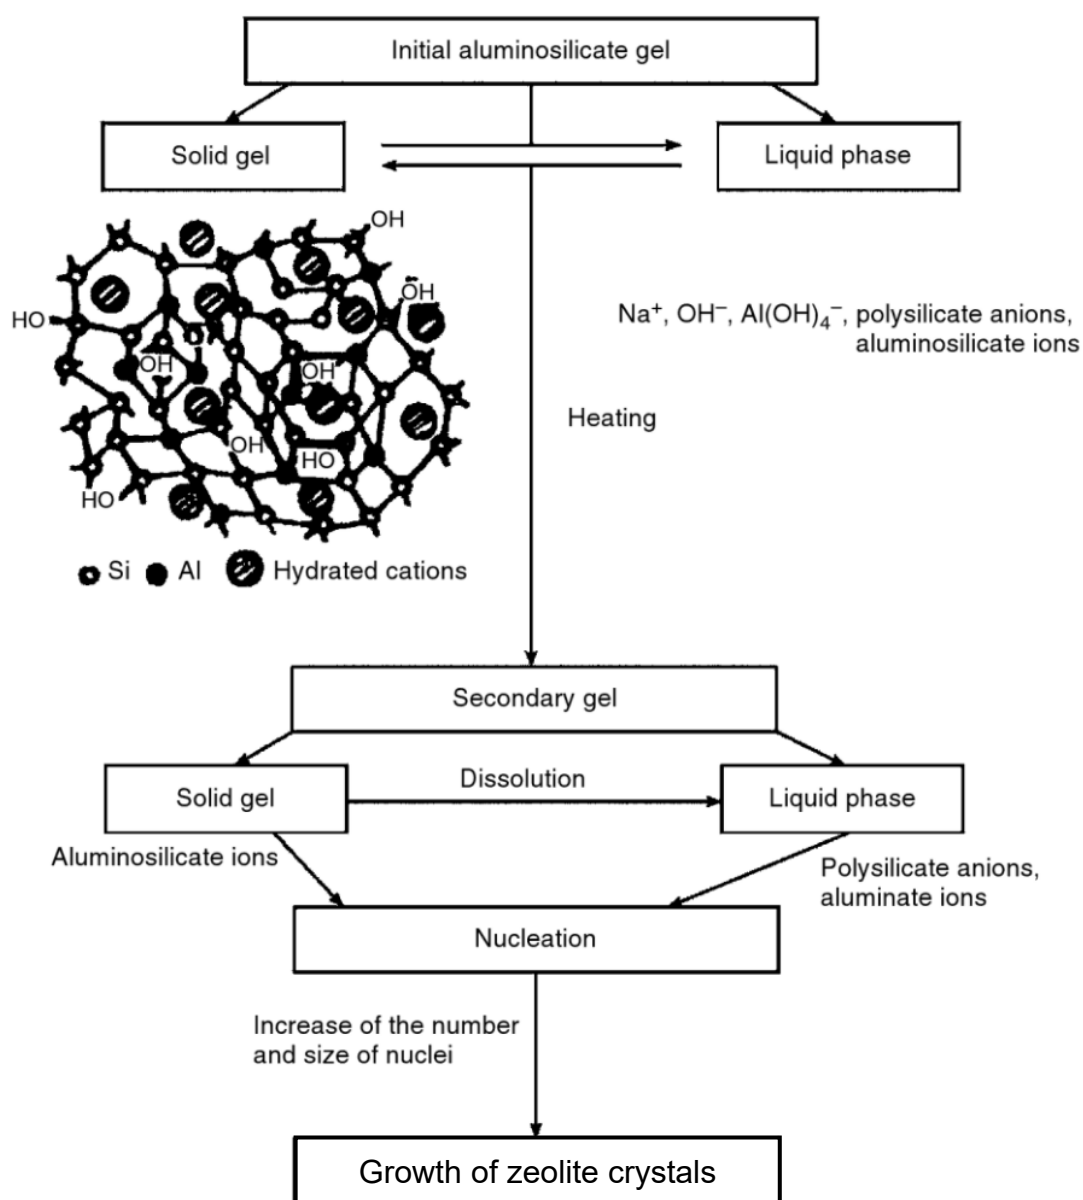 Initial aluminosilicate gel
Solid gel
Liquid phase
OH
OH
HO
OH
OH
OH
HO
HO
Si
Al
Hydrated cations
Na⁺, OH⁻, Al(OH)₄⁻, polysilicate anions,
aluminosilicate ions
Heating
Secondary gel
Solid gel
Dissolution
Liquid phase
Aluminosilicate ions
Polysilicate anions,
aluminate ions
Nucleation
Increase of the number
and size of nuclei
Growth of zeolite crystals